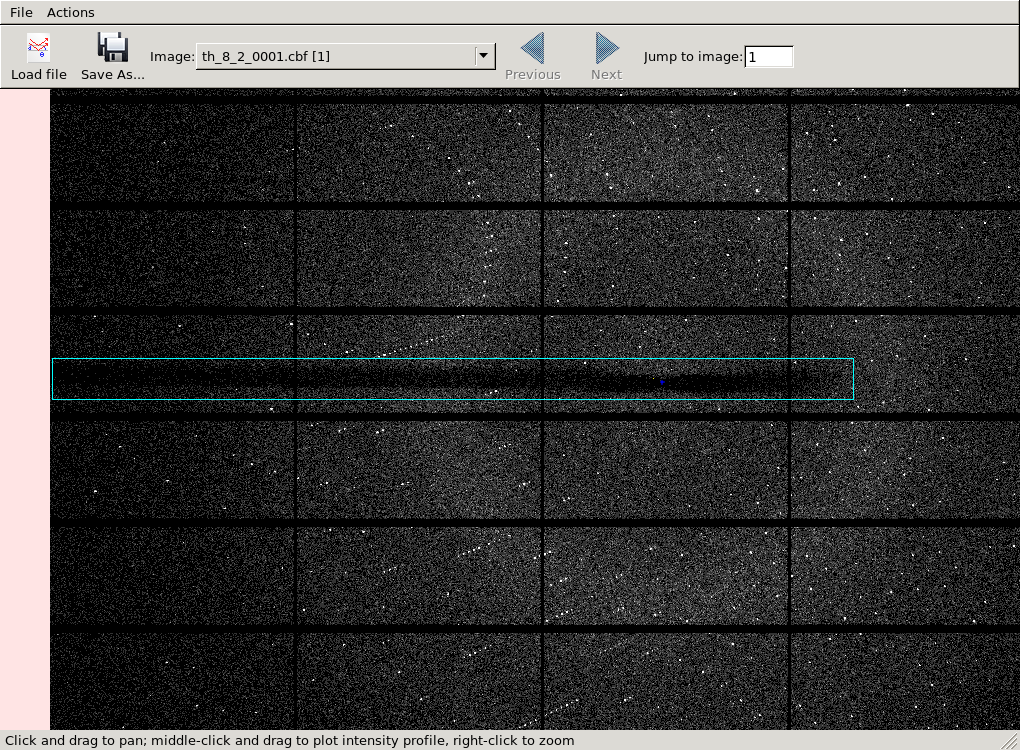 File Actions
Load file
Save As...
Image: th_8_2_0001.cbf [1]
Previous
Next
Jump to image: 1
Click and drag to pan; middle-click and drag to plot intensity profile, right-click to zoom